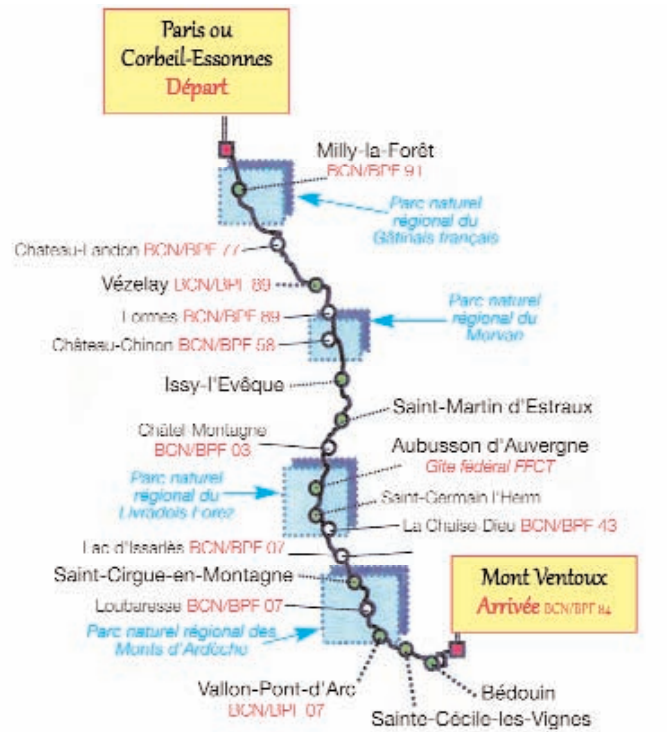 Paris ou
Corbeil-Essonnes
Départ
Milly-la-Forêt
BCN/BPF 91
Parc naturel
régional du
Gâtinais français
Chateau-Landon BCN/BPF 77
Vézelay BCN/BPF 89
Lormes BCN/BPF 89
Parc naturel
régional du
Morvan
Château-Chinon BCN/BPF 58
Issy-l'Evêque
Saint-Martin d'Estraux
Châtel Montagne
BCN/BPF 03
Aubusson d'Auvergne
Gîte fédéral FFCT
Parc naturel
régional du
Livradois Forez
Saint-Germain l'Herm
La Chaise-Dieu BCN/BPF 43
Lac d'Issarlès BCN/BPF 07
Saint-Cirgue-en-Montagne
Mont Ventoux
Arrivée BCN/BPF 84
Loubaresse BCN/BPF 07
Parc naturel régional des
Monts d'Ardèche
Vallon-Pont-d'Arc
BCN/BPF 07
Bédouin
Sainte-Cécile-les-Vignes